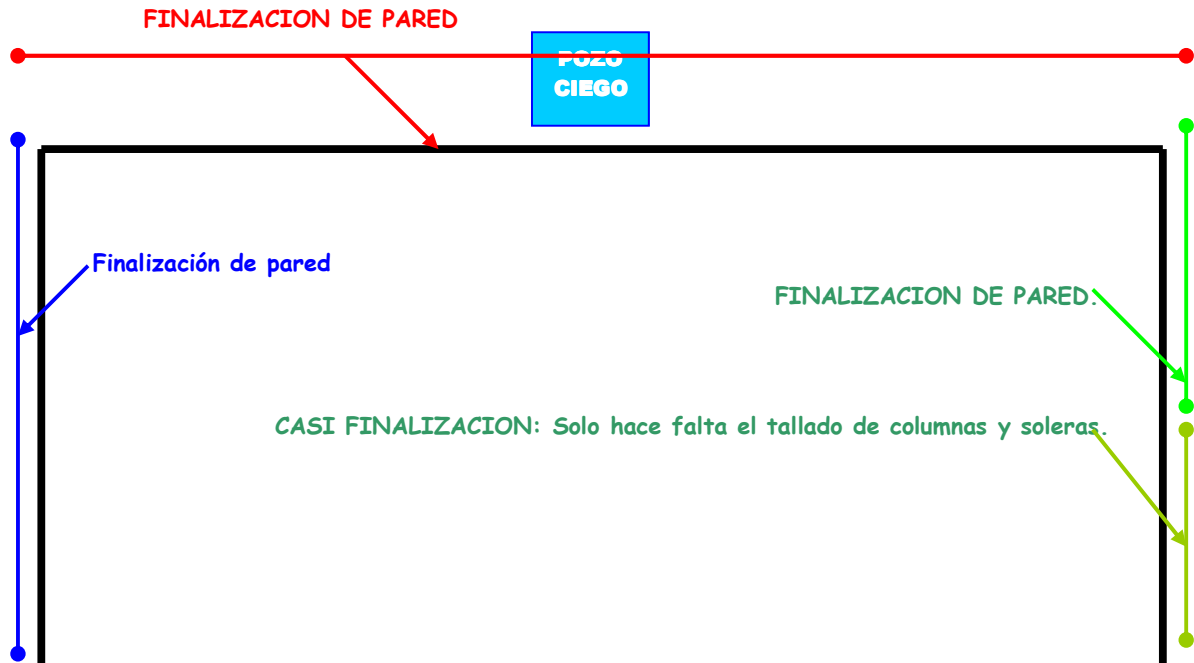 FINALIZACION DE PARED
POZO
CIEGO
Finalización de pared
FINALIZACION DE PARED.
CASI FINALIZACION: Solo hace falta el tallado de columnas y soleras.